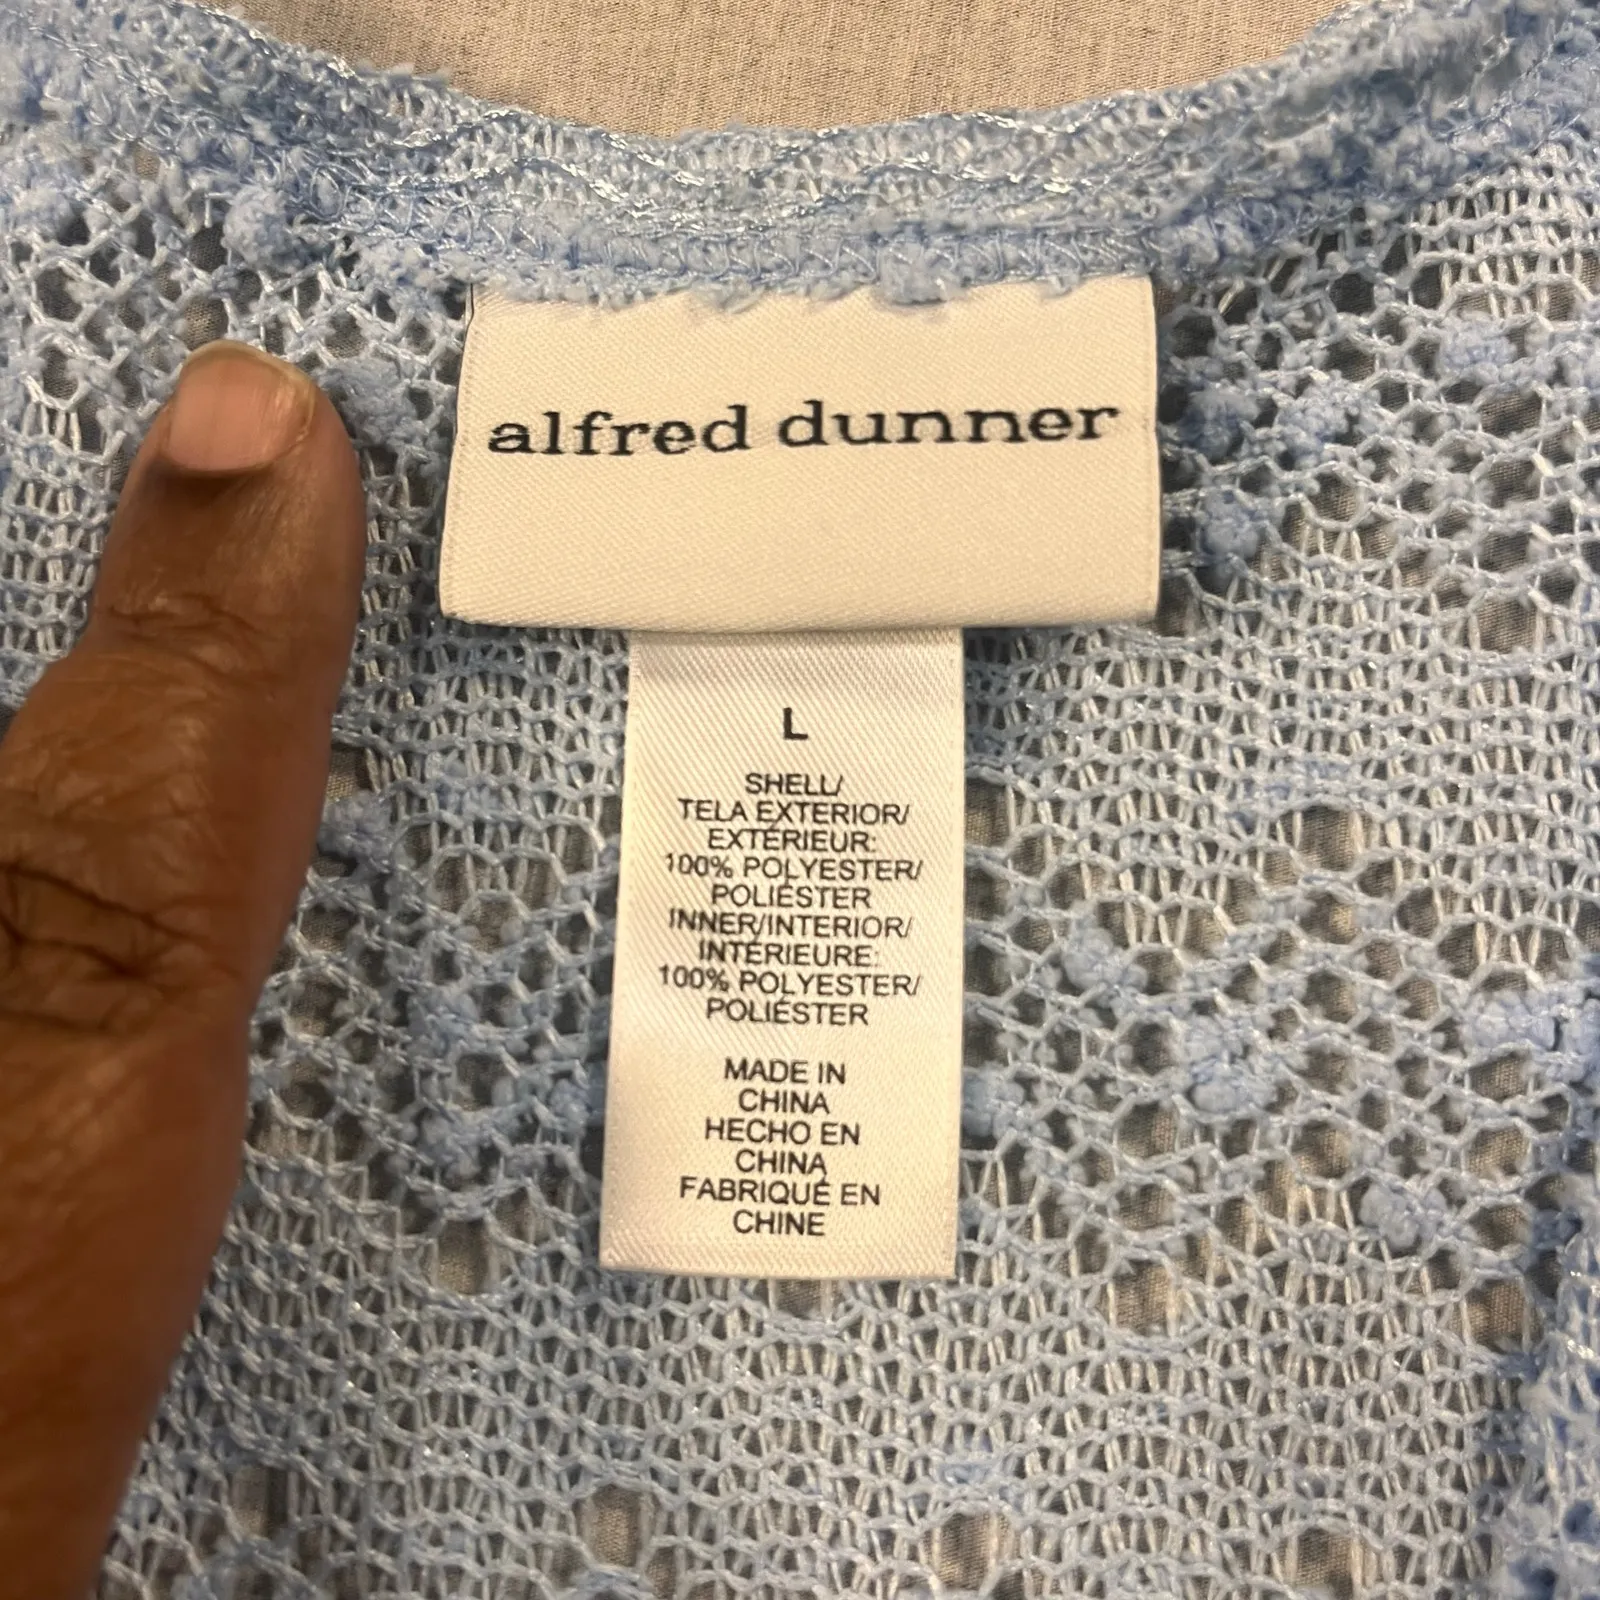 alfred dunner
L
SHELL/
TELA EXTERIOR/
EXTÉRIEUR:
100% POLYESTER/
POLIÉSTER
INNER/INTERIOR/
INTÉRIEURE:
100% POLYESTER/
POLIÉSTER
MADE IN
CHINA
HECHO EN
CHINA
FABRIQUÉ EN
CHINE